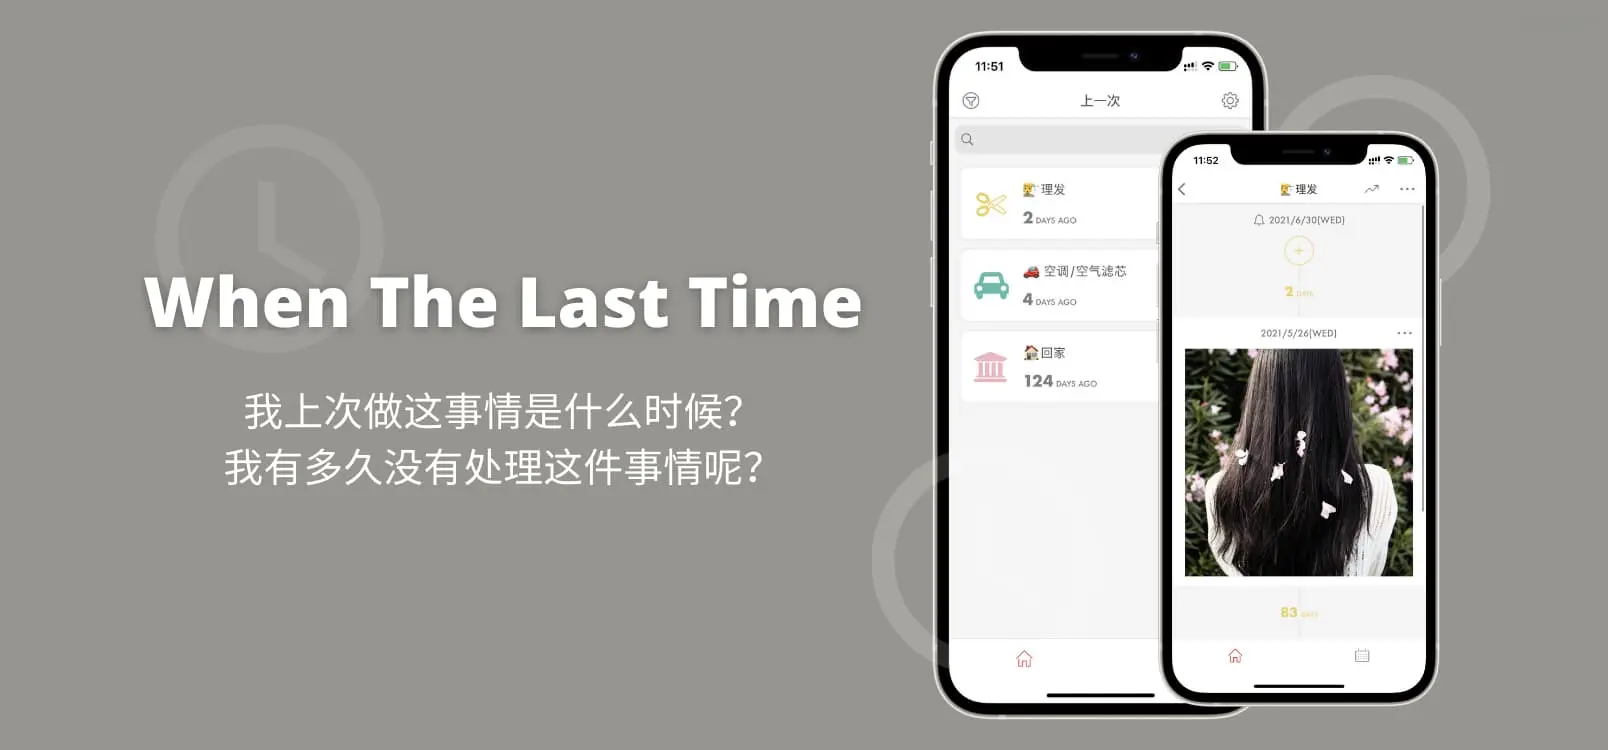 When The Last Time
我上次做这事情是什么时候?
我有多久没有处理这件事情呢?
11:51
上一次
理发
2 DAYS AGO
空调/空气滤芯
4 DAYS AGO
回家
124 DAYS AGO
11:52
理发
2021/6/30(WED)
2 DAYS
2021/5/26(WED)
83 DAYS